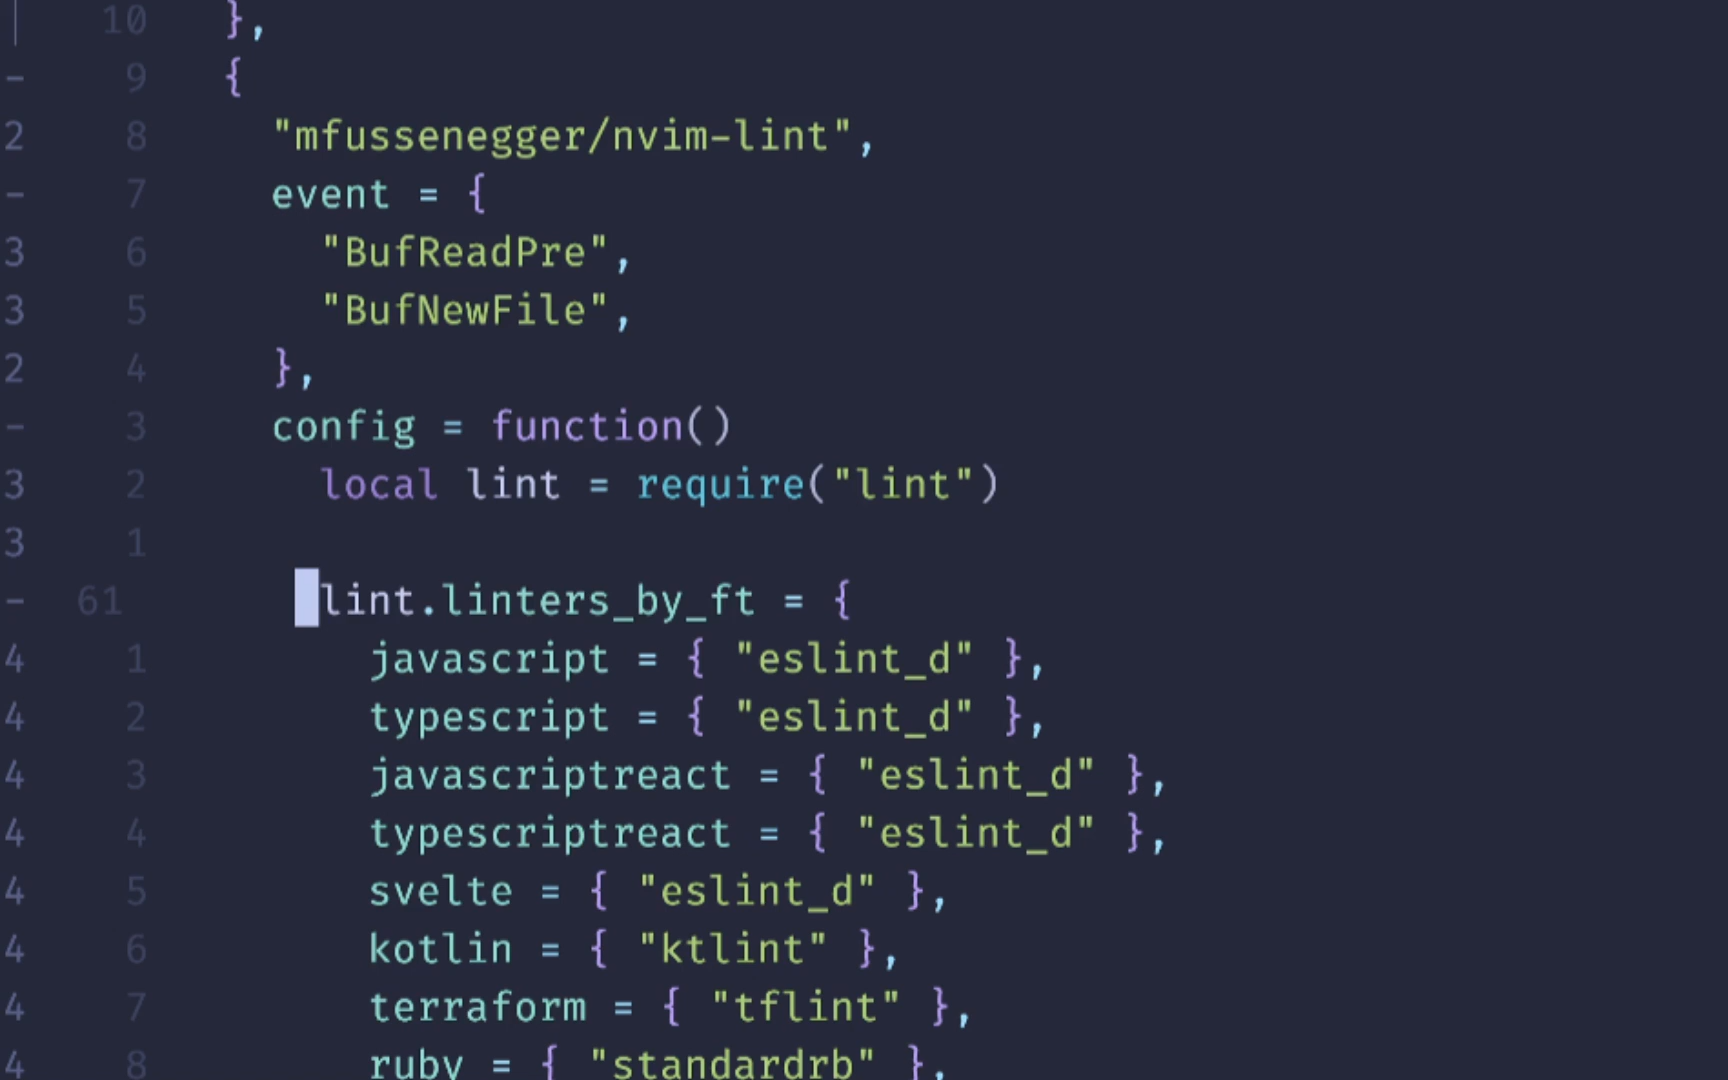 10 },
- 9 {
2 8 "mfussenegger/nvim-lint",
- 7 event = {
3 6 "BufReadPre",
3 5 "BufNewFile",
2 4 },
- 3 config = function()
3 2 local lint = require("lint")
3 1
- 61 lint.linters_by_ft = {
4 1 javascript = { "eslint_d" },
4 2 typescript = { "eslint_d" },
4 3 javascriptreact = { "eslint_d" },
4 4 typescriptreact = { "eslint_d" },
4 5 svelte = { "eslint_d" },
4 6 kotlin = { "ktlint" },
4 7 terraform = { "tflint" },
4 8 ruby = { "standardrb" },